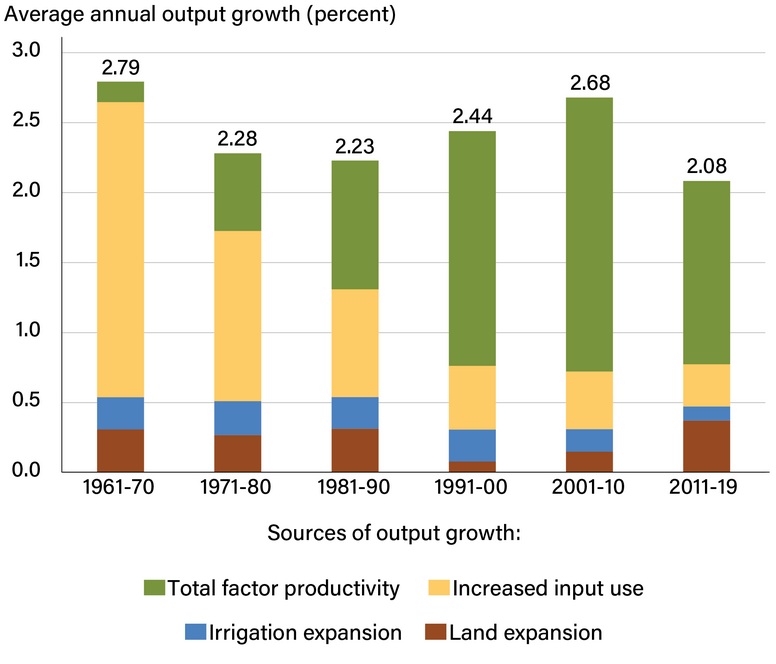 Average annual output growth (percent)
3.0
2.5
2.0
1.5
1.0
0.5
0.0
2.79
2.28
2.23
2.44
2.68
2.08
1961-70 1971-80 1981-90 1991-00 2001-10 2011-19
Sources of output growth:
Total factor productivity Increased input use
Irrigation expansion Land expansion